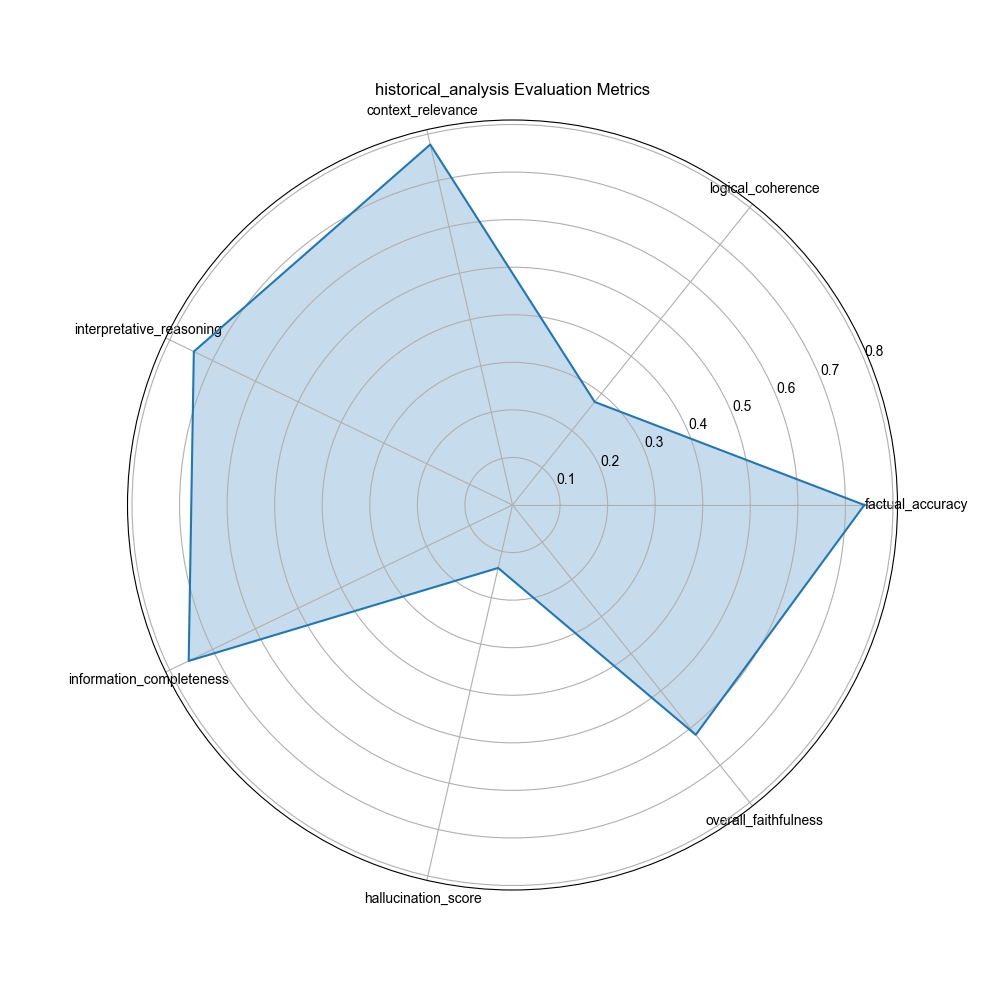 historical_analysis Evaluation Metrics
context_relevance
logical_coherence
interpretative_reasoning
0.8
0.7
0.6
0.5
0.4
0.3
0.2
0.1
factual_accuracy
information_completeness
overall_faithfulness
hallucination_score